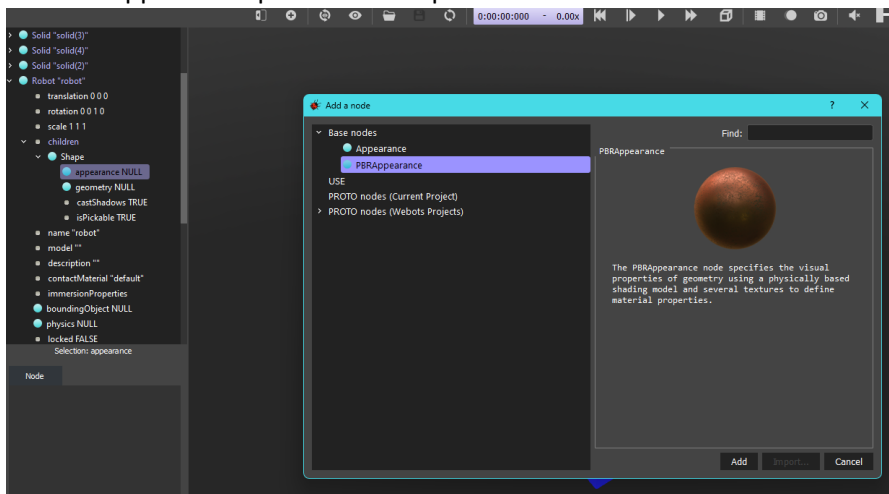 0:00:00:000 - 0.00x
Solid "solid(3)"
Solid "solid(4)"
Solid "solid(2)"
Robot "robot"
translation 0 0 0
rotation 0 0 1 0
scale 1 1 1
children
Shape
appearance NULL
geometry NULL
castShadows TRUE
isPickable TRUE
name "robot"
model ""
description ""
contactMaterial "default"
immersionProperties
boundingObject NULL
physics NULL
locked FALSE
Selection: appearance
Node
Add a node
? X
Base nodes
Appearance
PBRAppearance
USE
PROTO nodes (Current Project)
PROTO nodes (Webots Projects)
Find:
PBRAppearance
The PBRAppearance node specifies the visual
properties of geometry using a physically based
shading model and several textures to define
material properties.
Add Import... Cancel